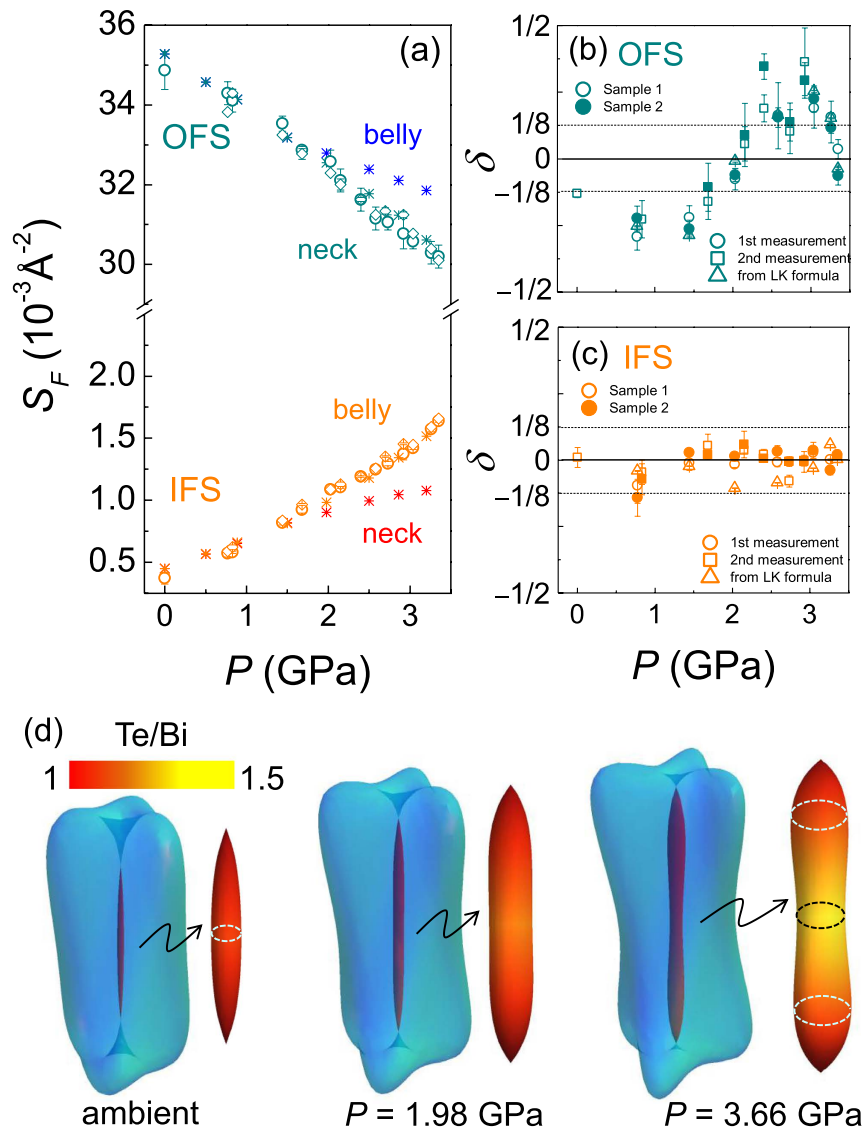 (a)
S_F (10⁻³Å⁻²)
36
34
32
30
2.0
1.5
1.0
0.5
OFS
belly
neck
belly
IFS
neck
0 1 2 3
P (GPa)
(b) OFS
δ
1/2
1/8
0
−1/8
−1/2
Sample 1
Sample 2
1st measurement
2nd measurement
from LK formula
(c) IFS
δ
1/2
1/8
0
−1/8
−1/2
Sample 1
Sample 2
1st measurement
2nd measurement
from LK formula
0 1 2 3
P (GPa)
(d)
Te/Bi
1 1.5
ambient P = 1.98 GPa P = 3.66 GPa